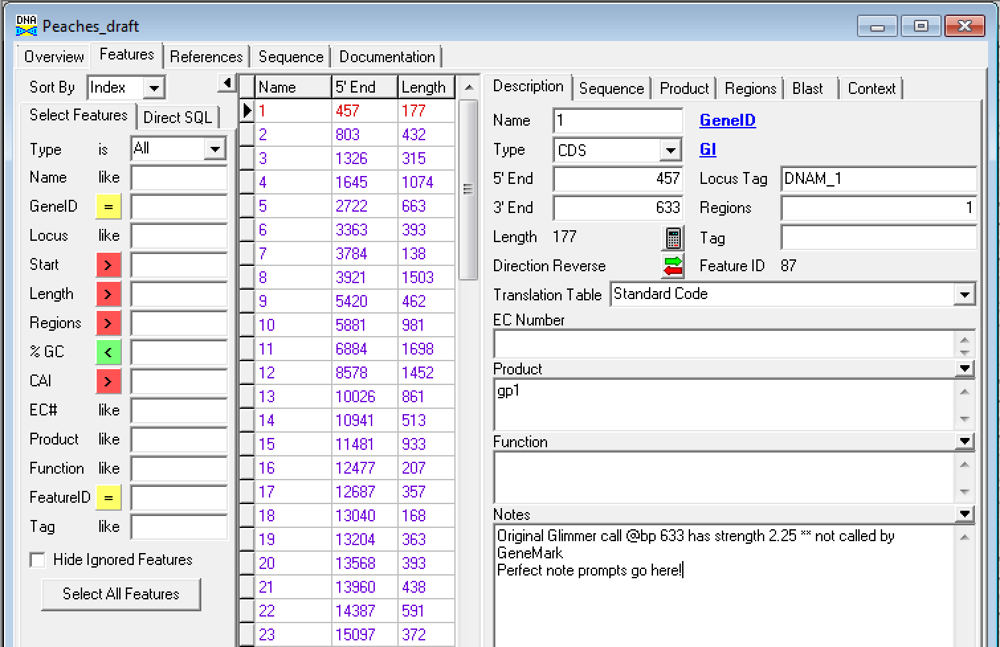 DNA
Peaches_draft
Overview Features References Sequence Documentation
Sort By Index
Select Features Direct SQL
Type is All
Name like
GeneID =
Locus like
Start >
Length >
Regions >
% GC <
CAI >
EC# like
Product like
Function like
FeatureID =
Tag like
Hide Ignored Features
Select All Features
Name 5' End Length
1 457 177
2 803 432
3 1326 315
4 1645 1074
5 2722 663
6 3363 393
7 3784 138
8 3921 1503
9 5420 462
10 5881 981
11 6884 1698
12 8578 1452
13 10026 861
14 10941 513
15 11481 933
16 12477 207
17 12687 357
18 13040 168
19 13204 363
20 13568 393
21 13960 438
22 14387 591
23 15097 372
Description Sequence Product Regions Blast Context
Name 1 GeneID
Type CDS GI
5' End 457 Locus Tag DNAM_1
3' End 633 Regions 1
Length 177 Tag
Direction Reverse Feature ID 87
Translation Table Standard Code
EC Number
Product
gp1
Function
Notes
Original Glimmer call @bp 633 has strength 2.25 ** not called by
GeneMark
Perfect note prompts go here!